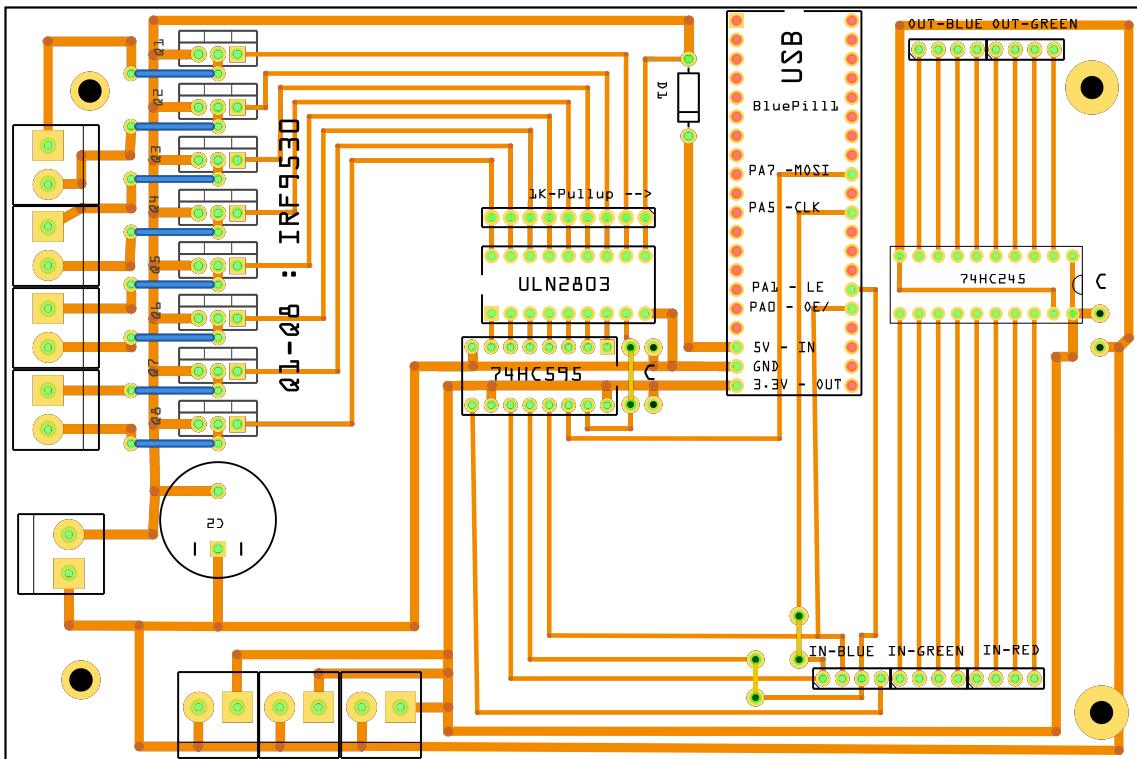 OUT-BLUE OUT-GREEN
Q1
USB
D1
Q2
BluePill1
Q1-Q8 : IRF9530
Q3
PA7 -MOSI
1K-Pullup -->
Q4
PA5 -CLK
Q5
ULN2803
74HC245
C
PA1 - LE
Q6
PA0 - OE/
5V - IN
Q7
GND
74HC595
C
3.3V - OUT
Q8
C2
IN-BLUE IN-GREEN IN-RED